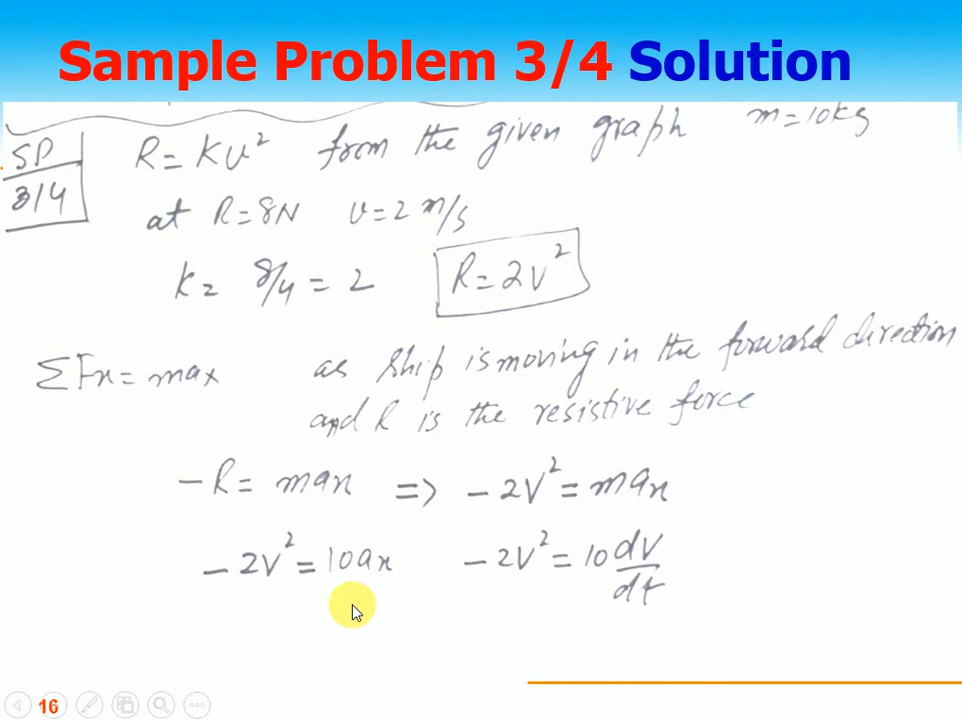 Sample Problem 3/4 Solution
SP 3/4
R = KV² from the given graph m = 10kg
at R = 8N V = 2 m/s
K = 8/4 = 2 R = 2V²
ΣFx = max as ship is moving in the forward direction
and R is the resistive force
-R = max => -2V² = max
-2V² = 10ax -2V² = 10 dV/dt
16